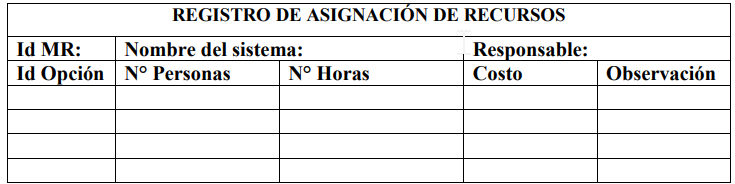 REGISTRO DE ASIGNACIÓN DE RECURSOS
Id MR: Nombre del sistema: Responsable:
Id Opción N° Personas N° Horas Costo Observación